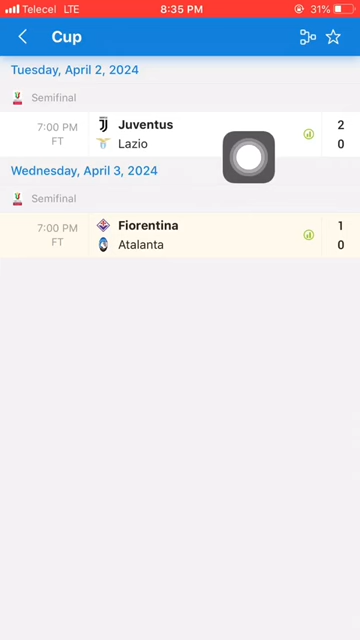 Telecel LTE 8:35 PM 31%
Cup
Tuesday, April 2, 2024
Semifinal
7:00 PM Juventus 2
FT Lazio 0
Wednesday, April 3, 2024
Semifinal
7:00 PM Fiorentina 1
FT Atalanta 0